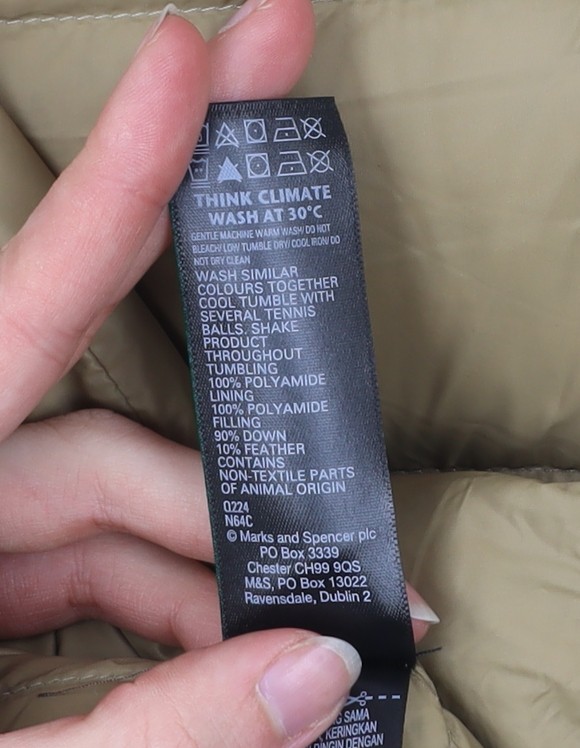 THINK CLIMATE
WASH AT 30°C
GENTLE MACHINE WARM WASH/ DO NOT
BLEACH/ LOW TUMBLE DRY/ COOL IRON/ DO
NOT DRY CLEAN
WASH SIMILAR
COLOURS TOGETHER
COOL TUMBLE WITH
SEVERAL TENNIS
BALLS. SHAKE
PRODUCT
THROUGHOUT
TUMBLING
100% POLYAMIDE
LINING
100% POLYAMIDE
FILLING
90% DOWN
10% FEATHER
CONTAINS
NON-TEXTILE PARTS
OF ANIMAL ORIGIN
Q224
N64C
© Marks and Spencer plc
PO Box 3339
Chester CH99 9QS
M&S, PO Box 13022
Ravensdale, Dublin 2
SAMA
KERINGKAN
DENGAN